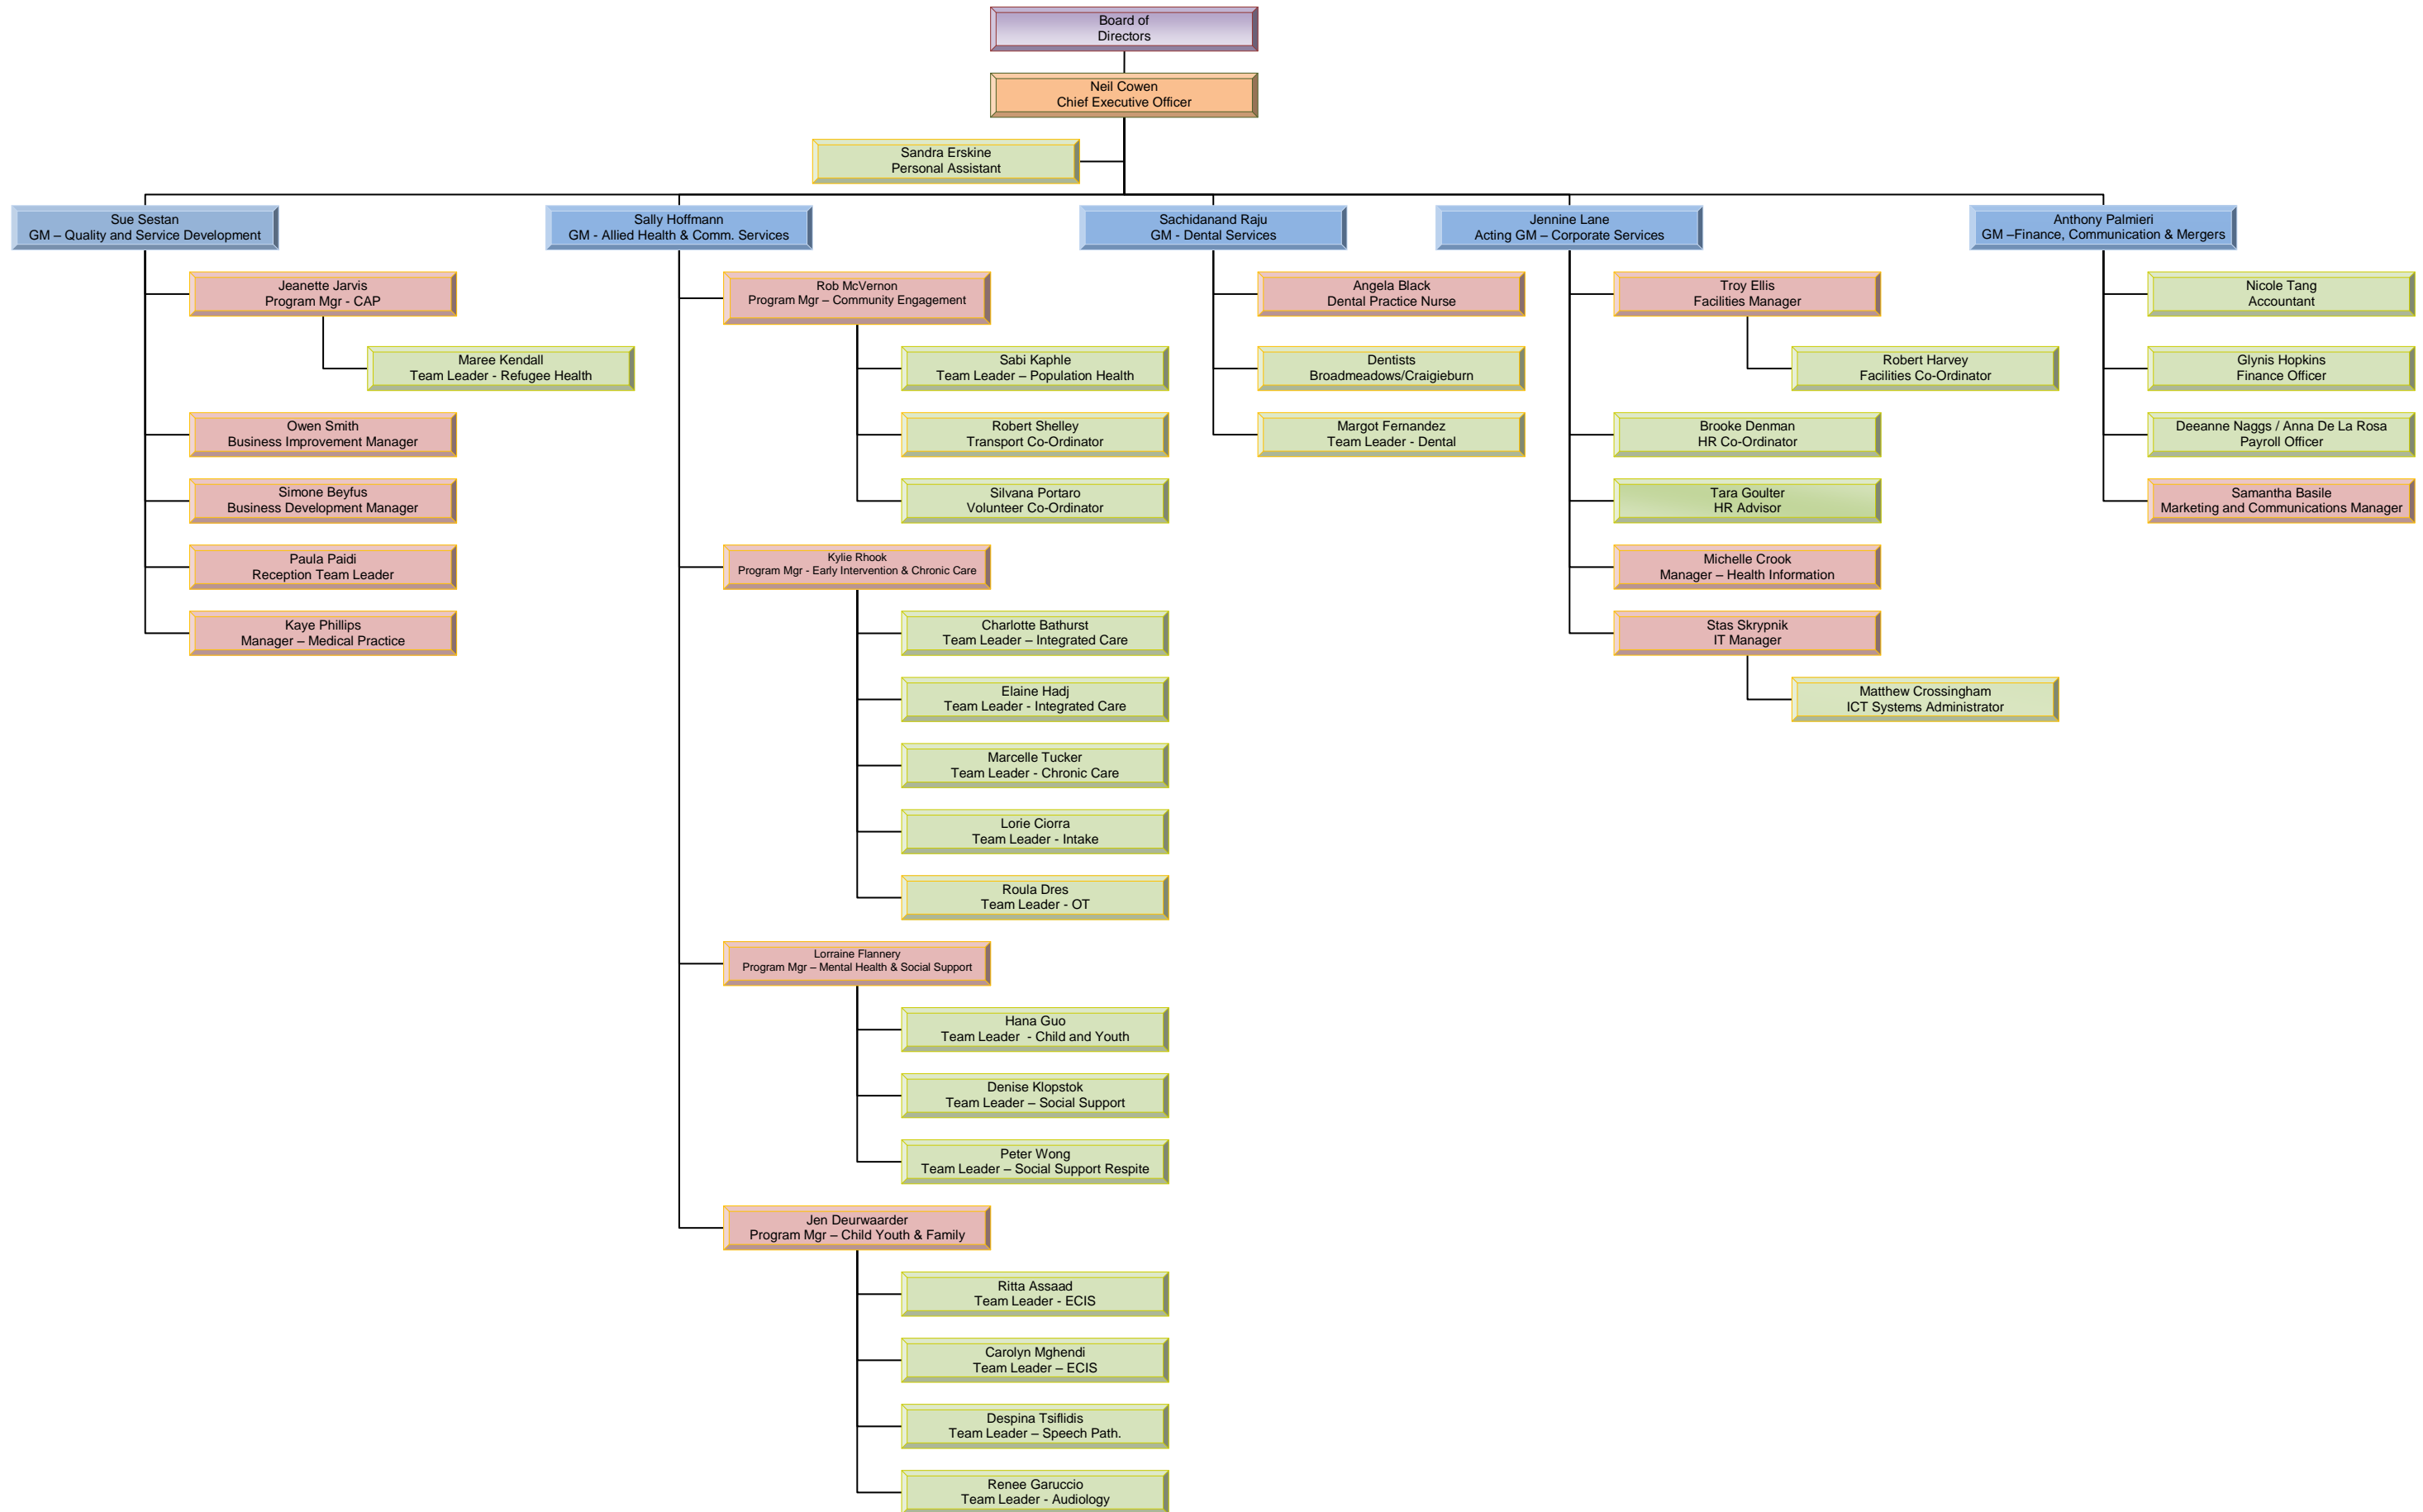 Board of
Directors
Neil Cowen
Chief Executive Officer
Sandra Erskine
Personal Assistant
Sue Sestan
GM – Quality and Service Development
Jeanette Jarvis
Program Mgr - CAP
Maree Kendall
Team Leader - Refugee Health
Owen Smith
Business Improvement Manager
Simone Beyfus
Business Development Manager
Paula Paidi
Reception Team Leader
Kaye Phillips
Manager – Medical Practice
Sally Hoffmann
GM - Allied Health & Comm. Services
Rob McVernon
Program Mgr – Community Engagement
Sabi Kaphle
Team Leader – Population Health
Robert Shelley
Transport Co-Ordinator
Silvana Portaro
Volunteer Co-Ordinator
Kylie Rhook
Program Mgr - Early Intervention & Chronic Care
Charlotte Bathurst
Team Leader – Integrated Care
Elaine Hadj
Team Leader - Integrated Care
Marcelle Tucker
Team Leader - Chronic Care
Lorie Ciorra
Team Leader - Intake
Roula Dres
Team Leader - OT
Lorraine Flannery
Program Mgr – Mental Health & Social Support
Hana Guo
Team Leader - Child and Youth
Denise Klopstok
Team Leader – Social Support
Peter Wong
Team Leader – Social Support Respite
Jen Deurwaarder
Program Mgr – Child Youth & Family
Ritta Assaad
Team Leader - ECIS
Carolyn Mghendi
Team Leader – ECIS
Despina Tsiflidis
Team Leader – Speech Path.
Renee Garuccio
Team Leader - Audiology
Sachidanand Raju
GM - Dental Services
Angela Black
Dental Practice Nurse
Dentists
Broadmeadows/Craigieburn
Margot Fernandez
Team Leader - Dental
Jennine Lane
Acting GM – Corporate Services
Troy Ellis
Facilities Manager
Robert Harvey
Facilities Co-Ordinator
Brooke Denman
HR Co-Ordinator
Tara Goulter
HR Advisor
Michelle Crook
Manager – Health Information
Stas Skrypnik
IT Manager
Matthew Crossingham
ICT Systems Administrator
Anthony Palmieri
GM –Finance, Communication & Mergers
Nicole Tang
Accountant
Glynis Hopkins
Finance Officer
Deeanne Naggs / Anna De La Rosa
Payroll Officer
Samantha Basile
Marketing and Communications Manager